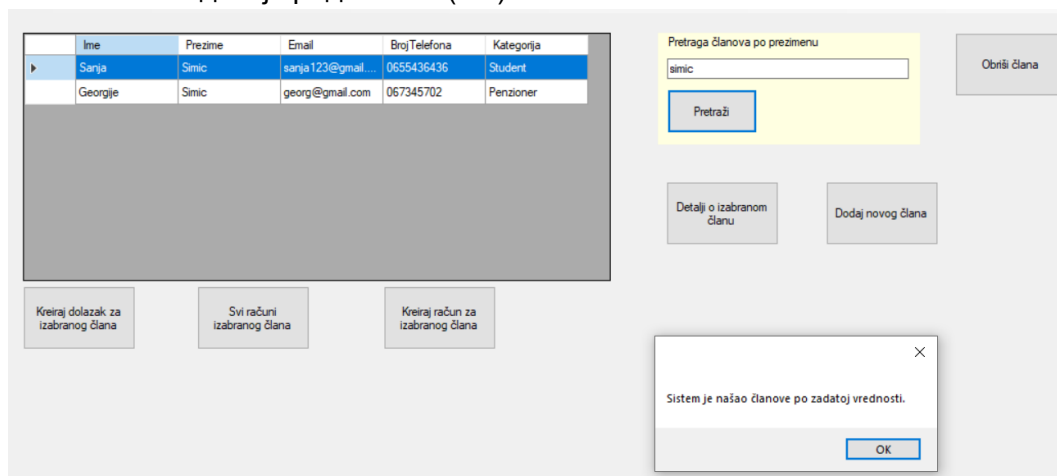 Ime Prezime Email BrojTelefona Kategorija
Sanja Simic sanja123@gmail.... 0655436436 Student
Georgije Simic georg@gmail.com 067345702 Penzioner
Pretraga članova po prezimenu
simic
Pretraži
Obriši člana
Detalji o izabranom
članu
Dodaj novog člana
Kreiraj dolazak za
izabranog člana
Svi računi
izabranog člana
Kreiraj račun za
izabranog člana
Sistem je našao članove po zadatoj vrednosti.
OK